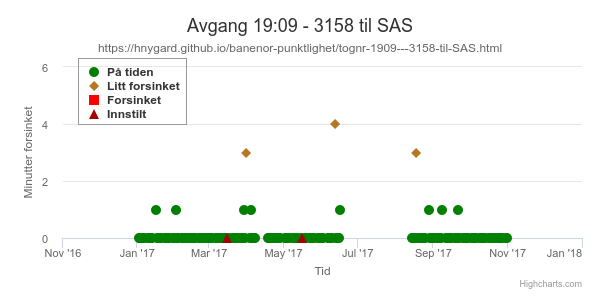 Avgang 19:09 - 3158 til SAS
https://hnygard.github.io/banenor-punktlighet/tognr-1909---3158-til-SAS.html
På tiden
Litt forsinket
Forsinket
Innstilt
Minutter forsinket
6
4
2
0
Nov '16
Jan '17
Mar '17
May '17
Jul '17
Sep '17
Nov '17
Jan '18
Tid
Highcharts.com